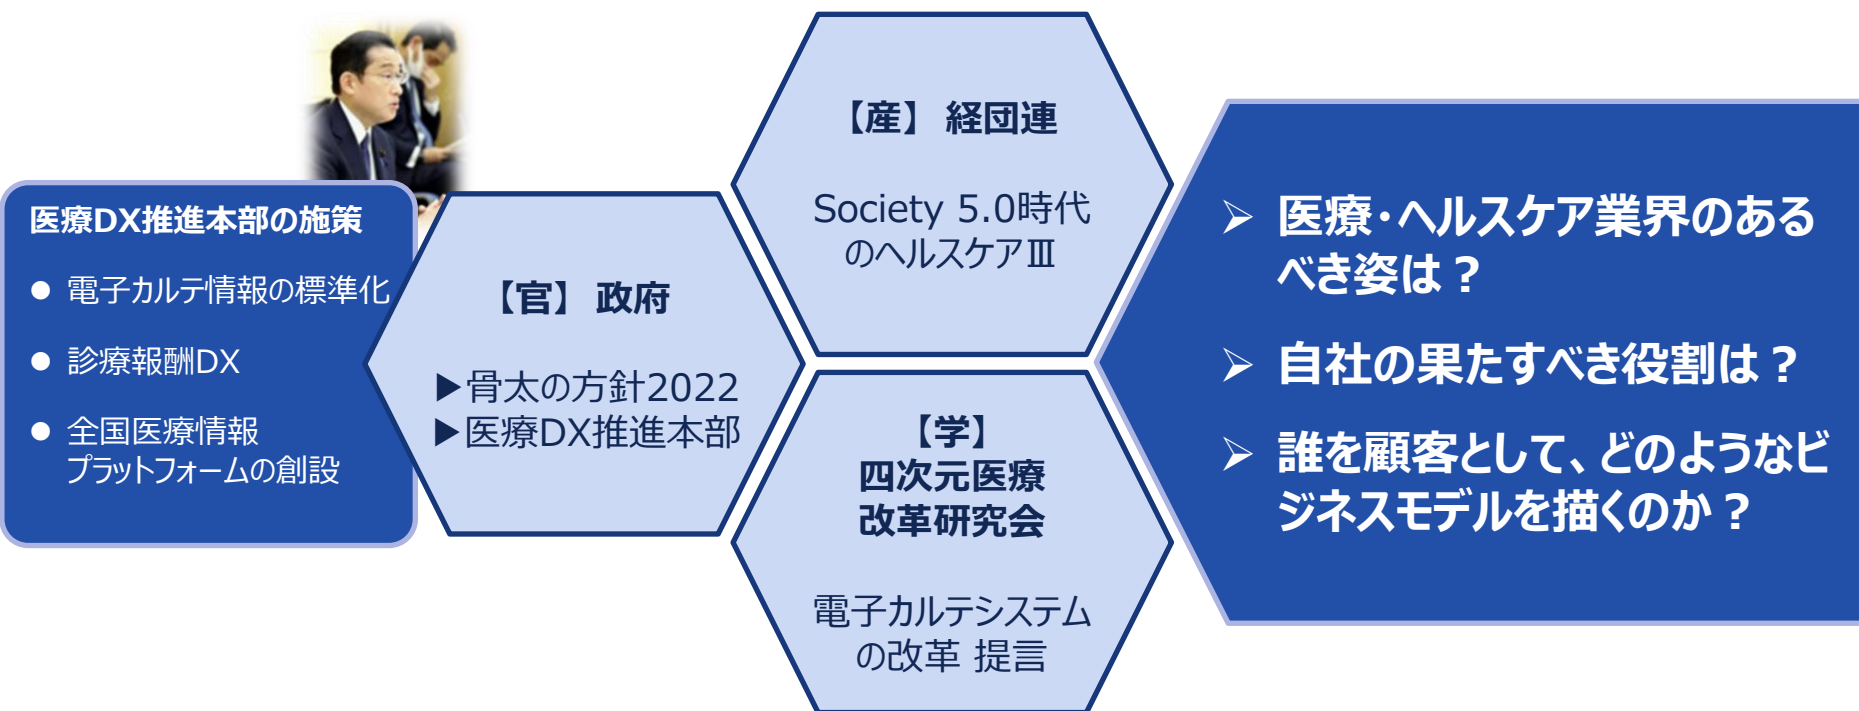 医療DX推進本部の施策
● 電子カルテ情報の標準化
● 診療報酬DX
● 全国医療情報
プラットフォームの創設
【官】 政府
▶骨太の方針2022
▶医療DX推進本部
【産】 経団連
Society 5.0時代
のヘルスケアⅢ
【学】
四次元医療
改革研究会
電子カルテシステム
の改革 提言
➢ 医療・ヘルスケア業界のある
べき姿は？
➢ 自社の果たすべき役割は？
➢ 誰を顧客として、どのようなビ
ジネスモデルを描くのか？